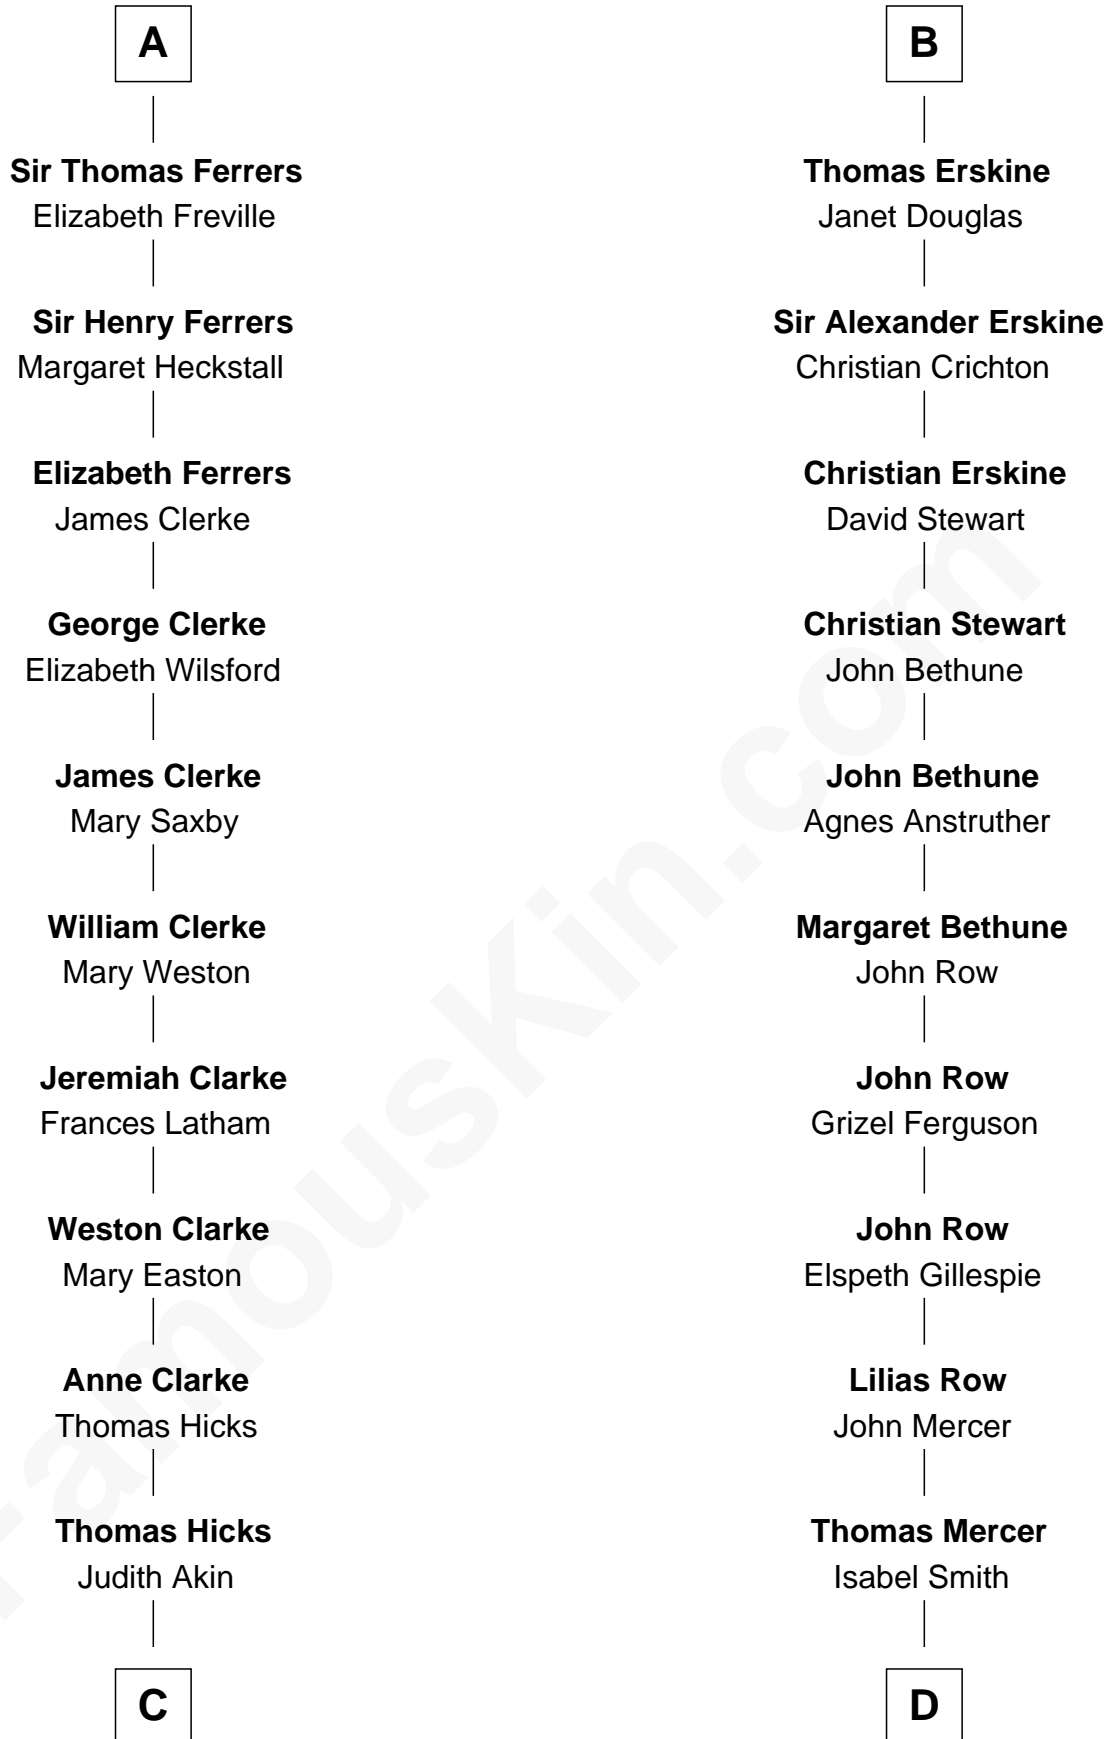 A
Sir Thomas Ferrers
Elizabeth Freville
Sir Henry Ferrers
Margaret Heckstall
Elizabeth Ferrers
James Clerke
George Clerke
Elizabeth Wilsford
James Clerke
Mary Saxby
William Clerke
Mary Weston
Jeremiah Clarke
Frances Latham
Weston Clarke
Mary Easton
Anne Clarke
Thomas Hicks
Thomas Hicks
Judith Akin
C
B
Thomas Erskine
Janet Douglas
Sir Alexander Erskine
Christian Crichton
Christian Erskine
David Stewart
Christian Stewart
John Bethune
John Bethune
Agnes Anstruther
Margaret Bethune
John Row
John Row
Grizel Ferguson
John Row
Elspeth Gillespie
Lilias Row
John Mercer
Thomas Mercer
Isabel Smith
D
FamousKin.com